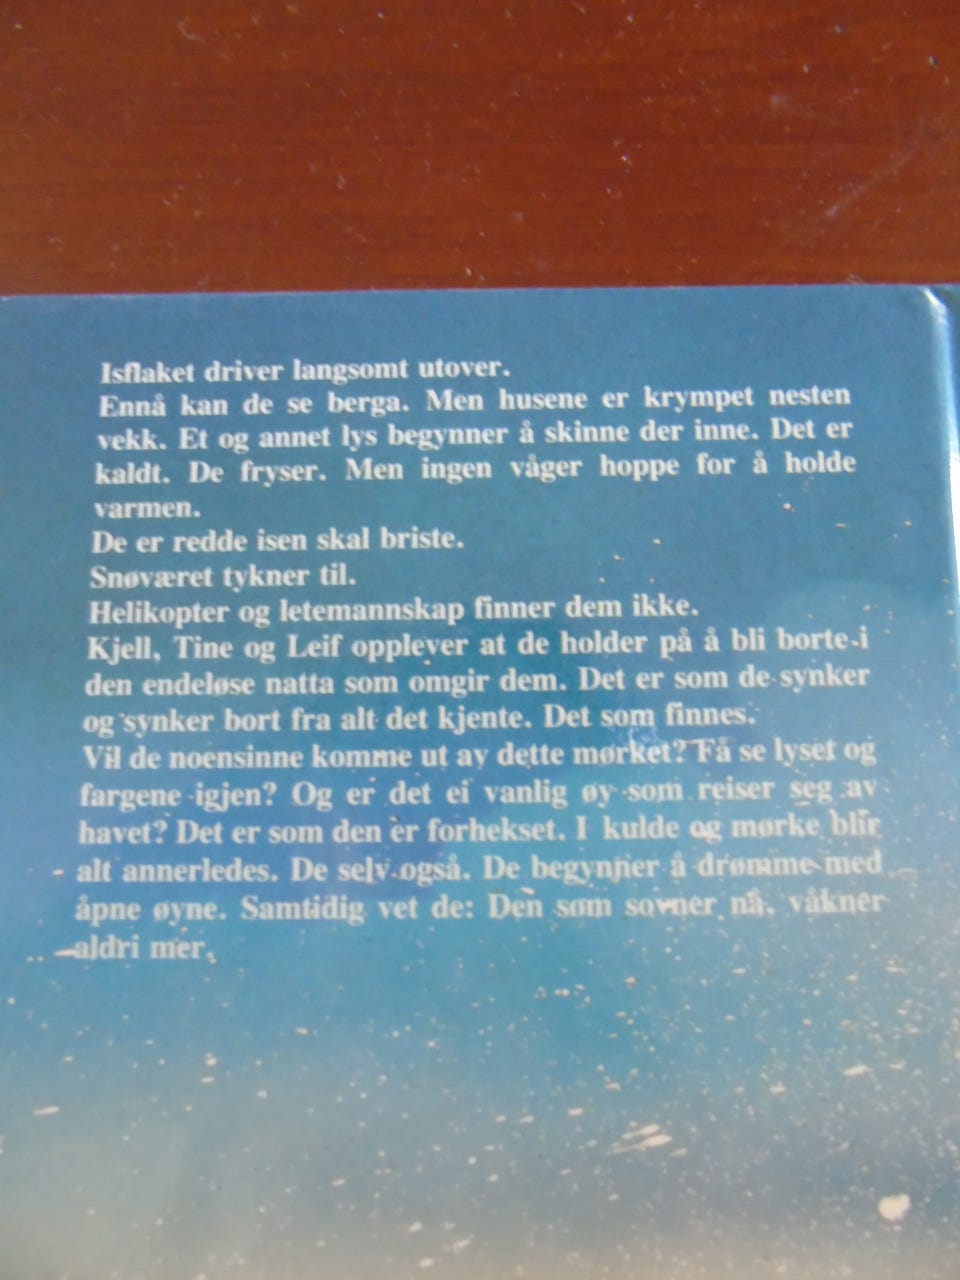 Isflaket driver langsomt utover.
Ennå kan de se berga. Men husene er krympet nesten
vekk. Et og annet lys begynner å skinne der inne. Det er
kaldt. De fryser. Men ingen våger hoppe for å holde
varmen.
De er redde isen skal briste.
Snøværet tykner til.
Helikopter og letemannskap finner dem ikke.
Kjell, Tine og Leif opplever at de holder på å bli borte i
den endeløse natta som omgir dem. Det er som de synker
og synker bort fra alt det kjente. Det som finnes.
Vil de noensinne komme ut av dette mørket? Få se lyset og
fargene igjen? Og er det ei vanlig øy som reiser seg av
havet? Det er som den er forhekset. I kulde og mørke blir
alt annerledes. De selv også. De begynner å drømme med
åpne øyne. Samtidig vet de: Den som sovner nå, våkner
aldri mer.